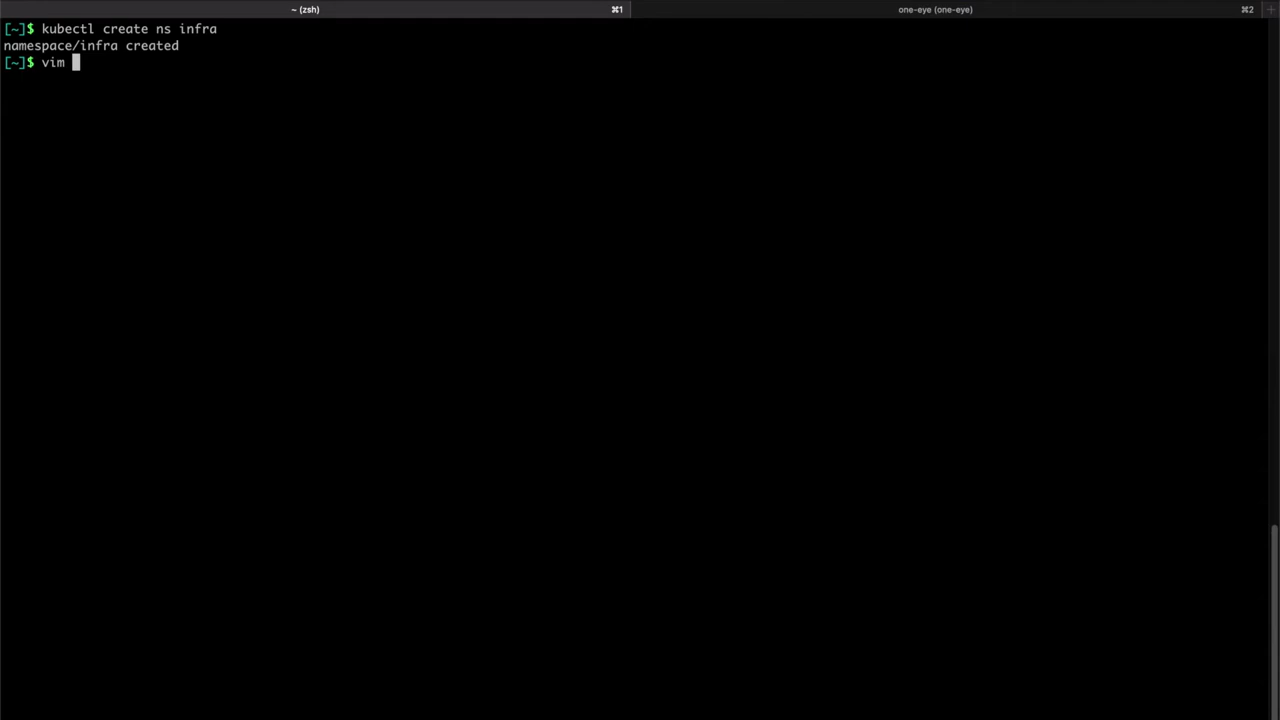 ~ (zsh) ⌘1 one-eye (one-eye) ⌘2 +
[~]$ kubectl create ns infra
namespace/infra created
[~]$ vim